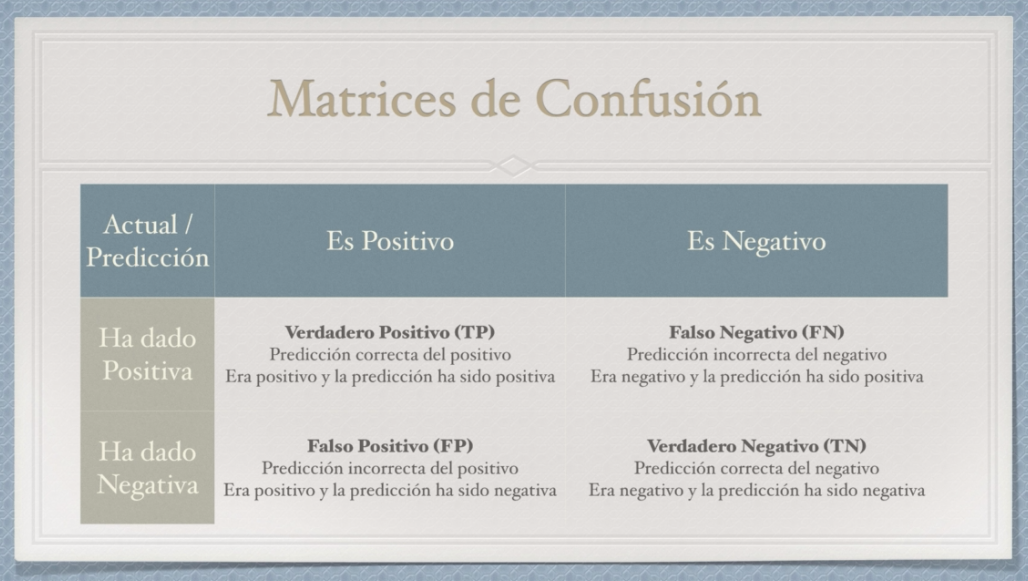 Matrices de Confusión
Actual /
Predicción
Es Positivo
Es Negativo
Ha dado
Positiva
Verdadero Positivo (TP)
Predicción correcta del positivo
Era positivo y la predicción ha sido positiva
Falso Negativo (FN)
Predicción incorrecta del negativo
Era negativo y la predicción ha sido positiva
Ha dado
Negativa
Falso Positivo (FP)
Predicción incorrecta del positivo
Era positivo y la predicción ha sido negativa
Verdadero Negativo (TN)
Predicción correcta del negativo
Era negativo y la predicción ha sido negativa